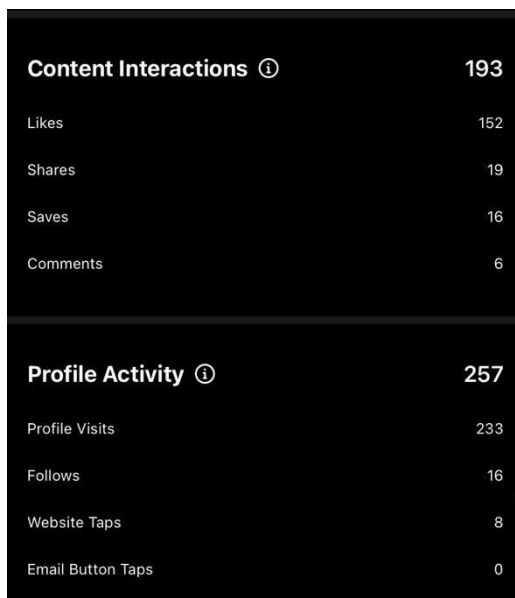 Content Interactions 193
Likes 152
Shares 19
Saves 16
Comments 6
Profile Activity 257
Profile Visits 233
Follows 16
Website Taps 8
Email Button Taps 0